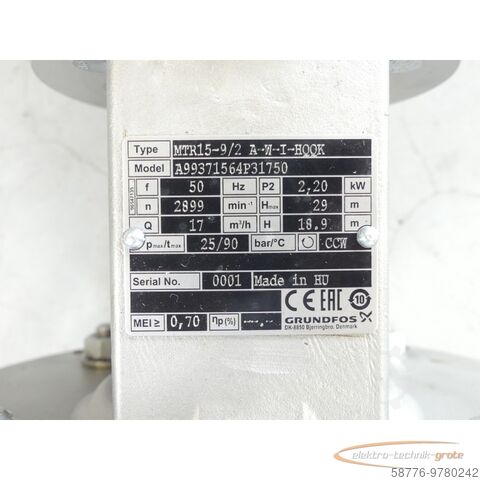 Type MTR15-9/2 A-W-I-HQQK
Model A99371564P31750
f 50 Hz P2 2,20 kW
n 2899 min⁻¹ Hmax 29 m
Q 17 m³/h H 18.9 m
pmax/tmax 25/90 bar/°C CCW
Serial No. 0001 Made in HU
CE EAC 10
GRUNDFOS X
DK-8850 Bjerringbro, Denmark
MEI ≥ 0,70 ηp(%) --,--
elektro-technik-grote
58776-9780242